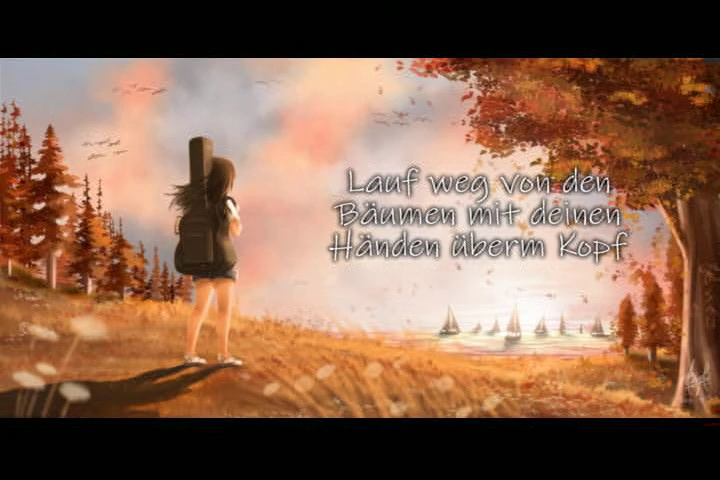 Lauf weg von den
Bäumen mit deinen
Händen überm Kopf